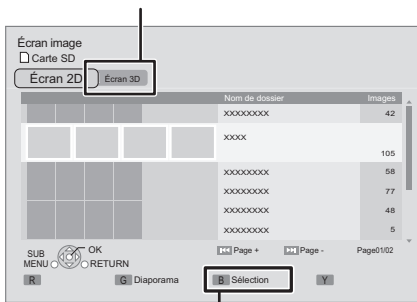 Écran image
Carte SD
Écran 2D Écran 3D
Nom de dossier Images
xxxxxxxx 42
xxxx
105
xxxxxxxx 58
xxxxxxxx 77
xxxxxxxx 48
xxxxxxxx 5
SUB MENU OK RETURN Page + Page - Page01/02
R G Diaporama B Sélection Y